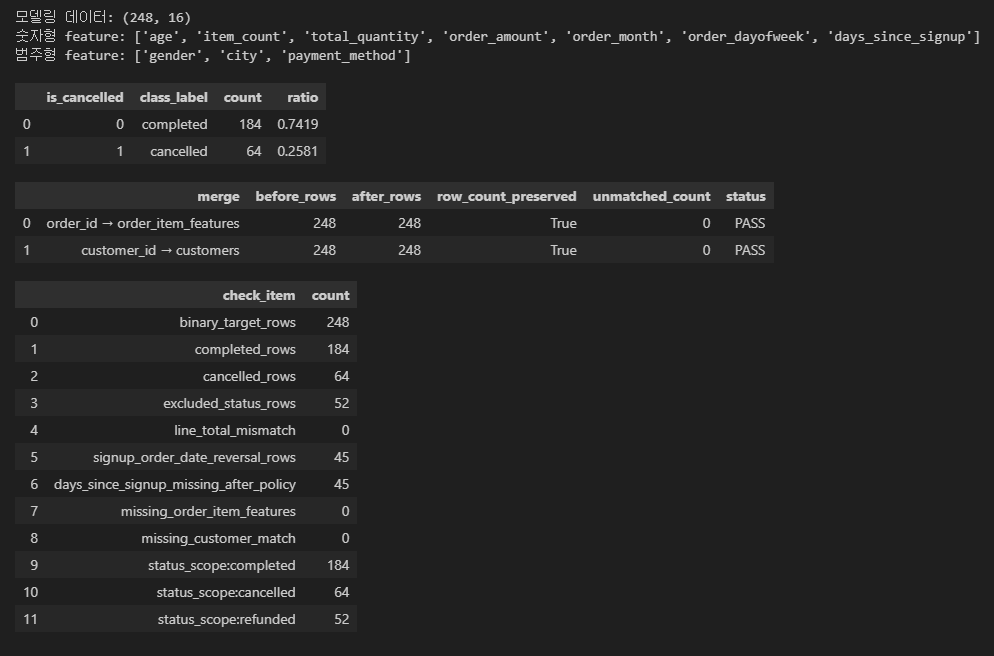 모델링 데이터: (248, 16)
숫자형 feature: ['age', 'item_count', 'total_quantity', 'order_amount', 'order_month', 'order_dayofweek', 'days_since_signup']
범주형 feature: ['gender', 'city', 'payment_method']
is_cancelled class_label count ratio
0 0 completed 184 0.7419
1 1 cancelled 64 0.2581
merge before_rows after_rows row_count_preserved unmatched_count status
0 order_id → order_item_features 248 248 True 0 PASS
1 customer_id → customers 248 248 True 0 PASS
check_item count
0 binary_target_rows 248
1 completed_rows 184
2 cancelled_rows 64
3 excluded_status_rows 52
4 line_total_mismatch 0
5 signup_order_date_reversal_rows 45
6 days_since_signup_missing_after_policy 45
7 missing_order_item_features 0
8 missing_customer_match 0
9 status_scope:completed 184
10 status_scope:cancelled 64
11 status_scope:refunded 52